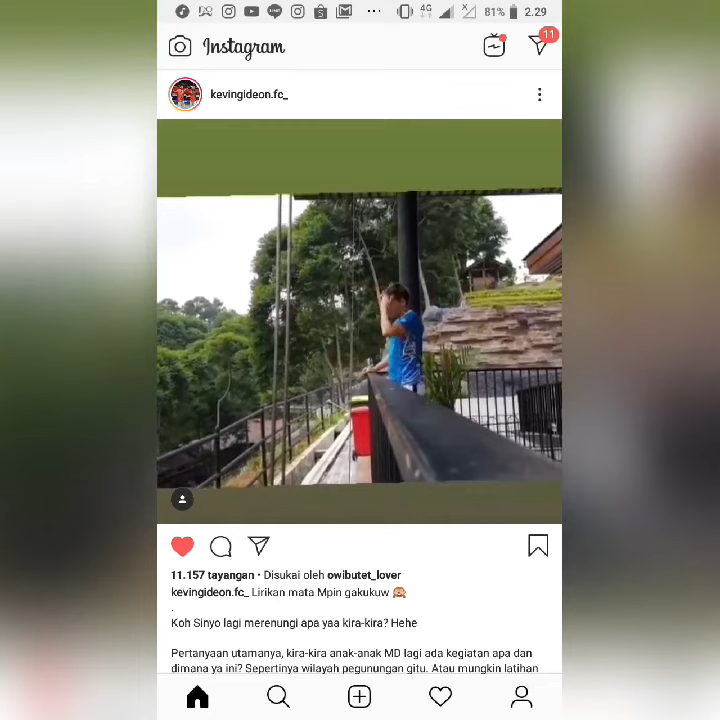 4G
81%
2.29
Instagram
11
kevingideon.fc_
11.157 tayangan • Disukai oleh owibutet_lover
kevingideon.fc_ Lirikan mata Mpin gakukuw 🙈
.
Koh Sinyo lagi merenungi apa yaa kira-kira? Hehe
Pertanyaan utamanya, kira-kira anak-anak MD lagi ada kegiatan apa dan
dimana ya ini? Sepertinya wilayah pegunungan gitu. Atau mungkin latihan